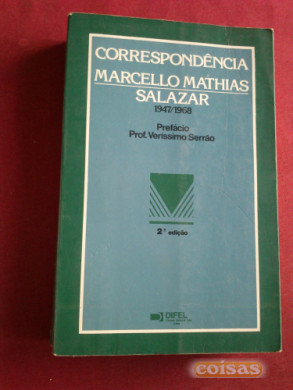 CORRESPONDÊNCIA
MARCELLO MATHIAS
SALAZAR
1947/1968
Prefácio
Prof. Veríssimo Serrão
2.ª edição
DIFEL
coisas